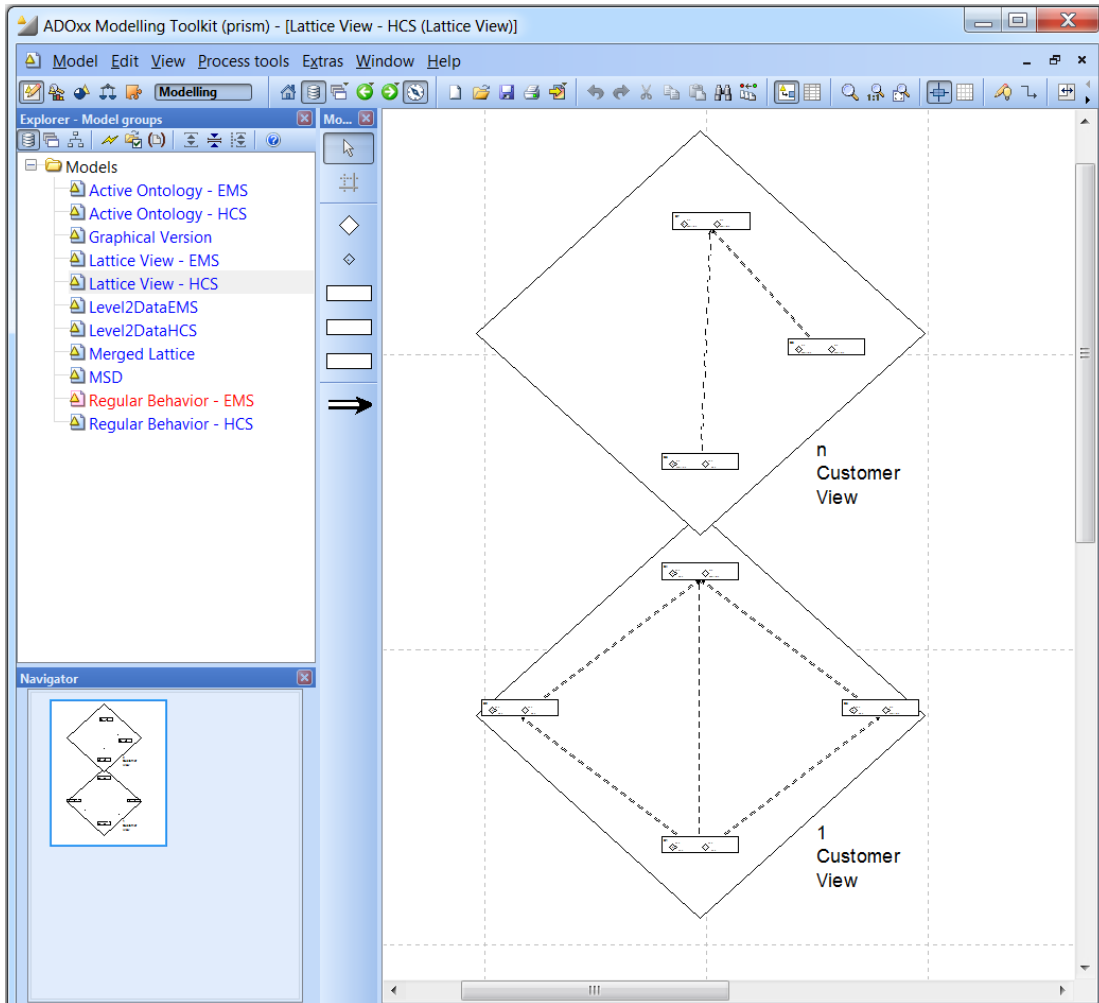 ADOxx Modelling Toolkit (prism) - [Lattice View - HCS (Lattice View)]
Model Edit View Process tools Extras Window Help
Modelling
Explorer - Model groups
Mo...
Models
Active Ontology - EMS
Active Ontology - HCS
Graphical Version
Lattice View - EMS
Lattice View - HCS
Level2DataEMS
Level2DataHCS
Merged Lattice
MSD
Regular Behavior - EMS
Regular Behavior - HCS
n
Customer
View
Navigator
1
Customer
View